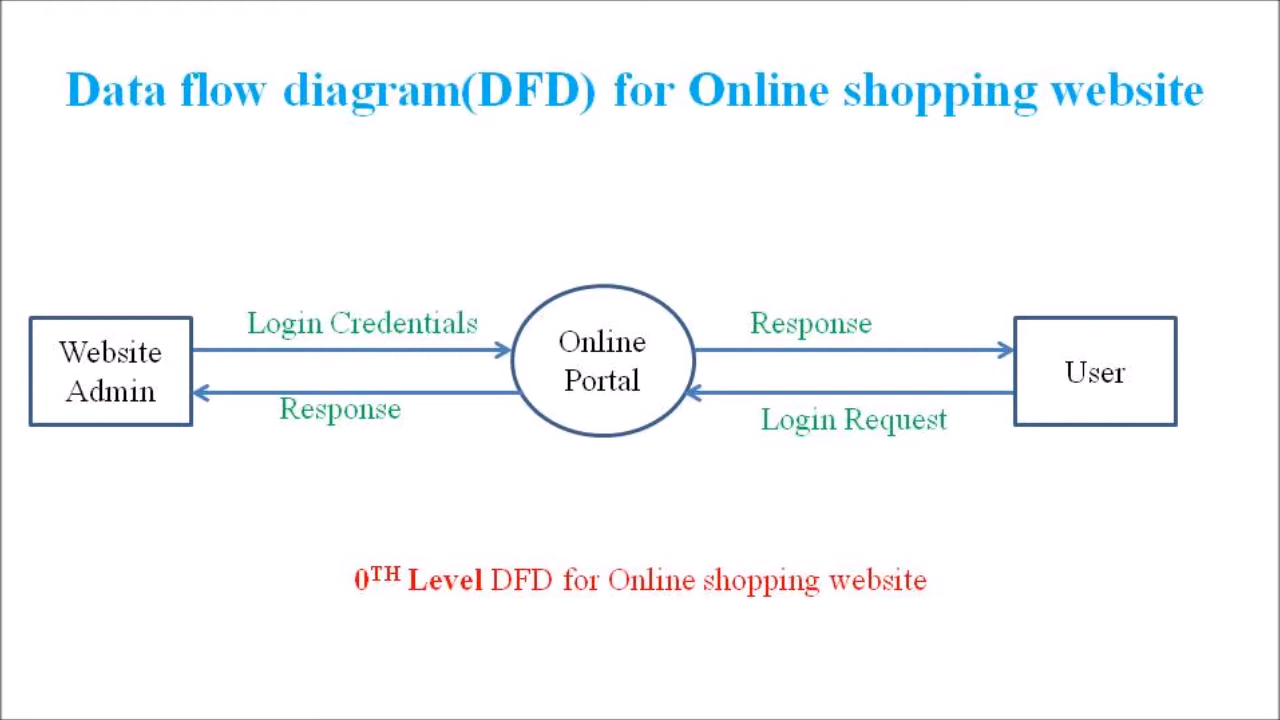 Data flow diagram(DFD) for Online shopping website
Login Credentials
Response
Website
Admin
Online
Portal
User
Response
Login Request
0TH Level DFD for Online shopping website